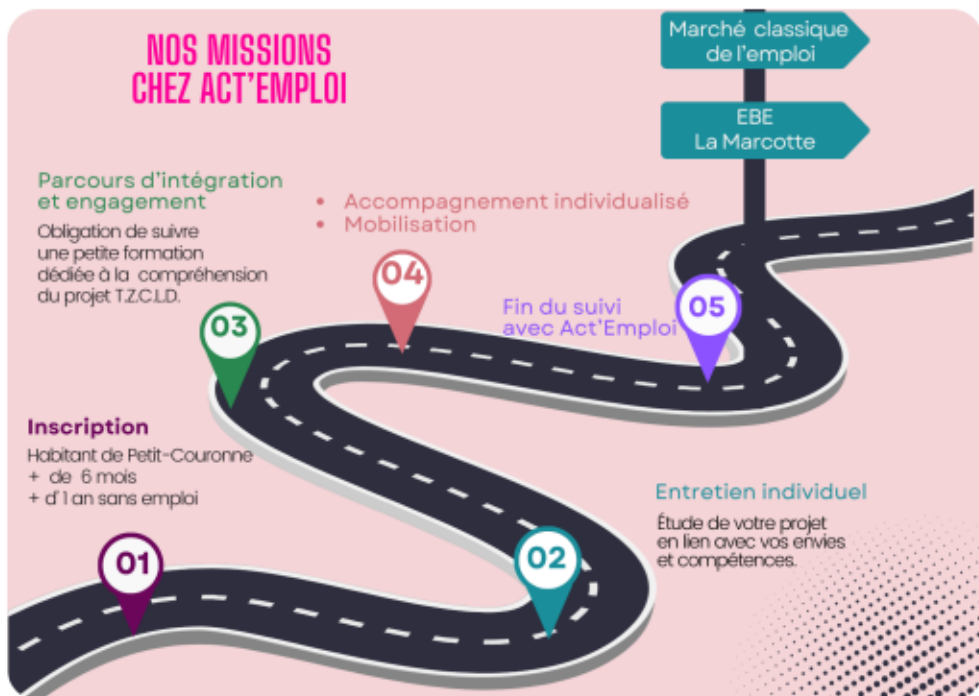 NOS MISSIONS
CHEZ ACT'EMPLOI
Marché classique
de l'emploi
EBE
La Marcotte
Parcours d'intégration
et engagement
Obligation de suivre
une petite formation
dédiée à la compréhension
du projet T.Z.C.L.D.
• Accompagnement individualisé
• Mobilisation
04
03
Fin du suivi
avec Act'Emploi
05
Inscription
Habitant de Petit-Couronne
+ de 6 mois
+ d'1 an sans emploi
01
02
Entretien individuel
Étude de votre projet
en lien avec vos envies
et compétences.